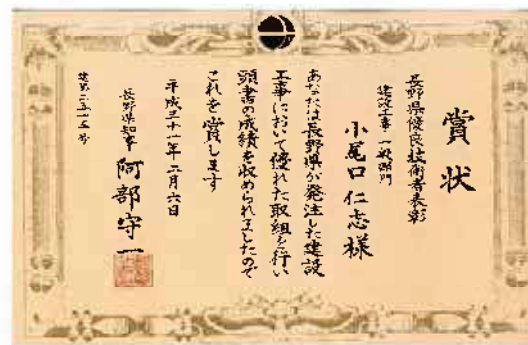 賞状
長野県優良技術者表彰
建設工事 一般部門
小尾口 仁志 様
あなたは長野県が発注した建設
工事において優れた取組を行い
頭書の成績を収められましたので
これを賞します
平成三十一年二月六日
長野県知事 阿部守一